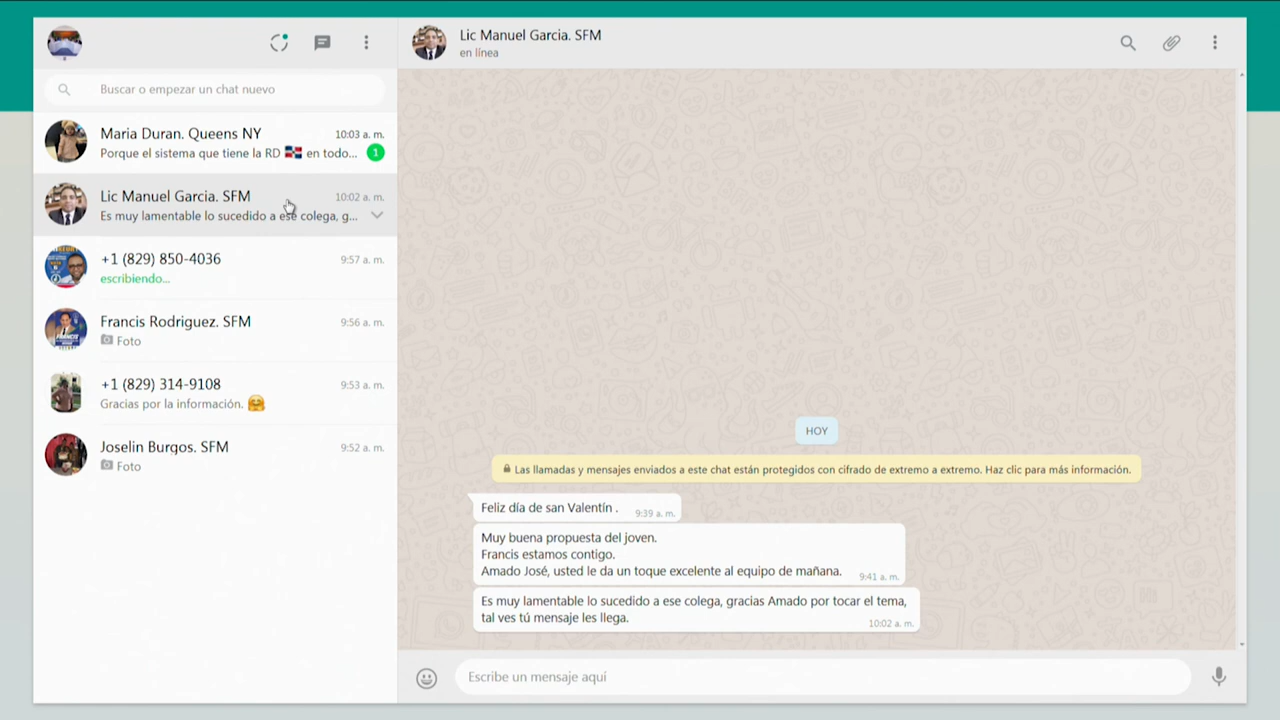 Lic Manuel Garcia. SFM
en línea
Buscar o empezar un chat nuevo
Maria Duran. Queens NY
10:03 a. m.
Porque el sistema que tiene la RD 🇩🇴 en todo...
1
Lic Manuel Garcia. SFM
10:02 a. m.
Es muy lamentable lo sucedido a ese colega, g...
+1 (829) 850-4036
9:57 a. m.
escribiendo...
Francis Rodriguez. SFM
9:56 a. m.
Foto
+1 (829) 314-9108
9:53 a. m.
Gracias por la información. 🤗
Joselin Burgos. SFM
9:52 a. m.
Foto
HOY
Las llamadas y mensajes enviados a este chat están protegidos con cifrado de extremo a extremo. Haz clic para más información.
Feliz día de san Valentín .
9:39 a. m.
Muy buena propuesta del joven.
Francis estamos contigo.
Amado José, usted le da un toque excelente al equipo de mañana.
9:41 a. m.
Es muy lamentable lo sucedido a ese colega, gracias Amado por tocar el tema,
tal ves tú mensaje les llega.
10:02 a. m.
Escribe un mensaje aquí